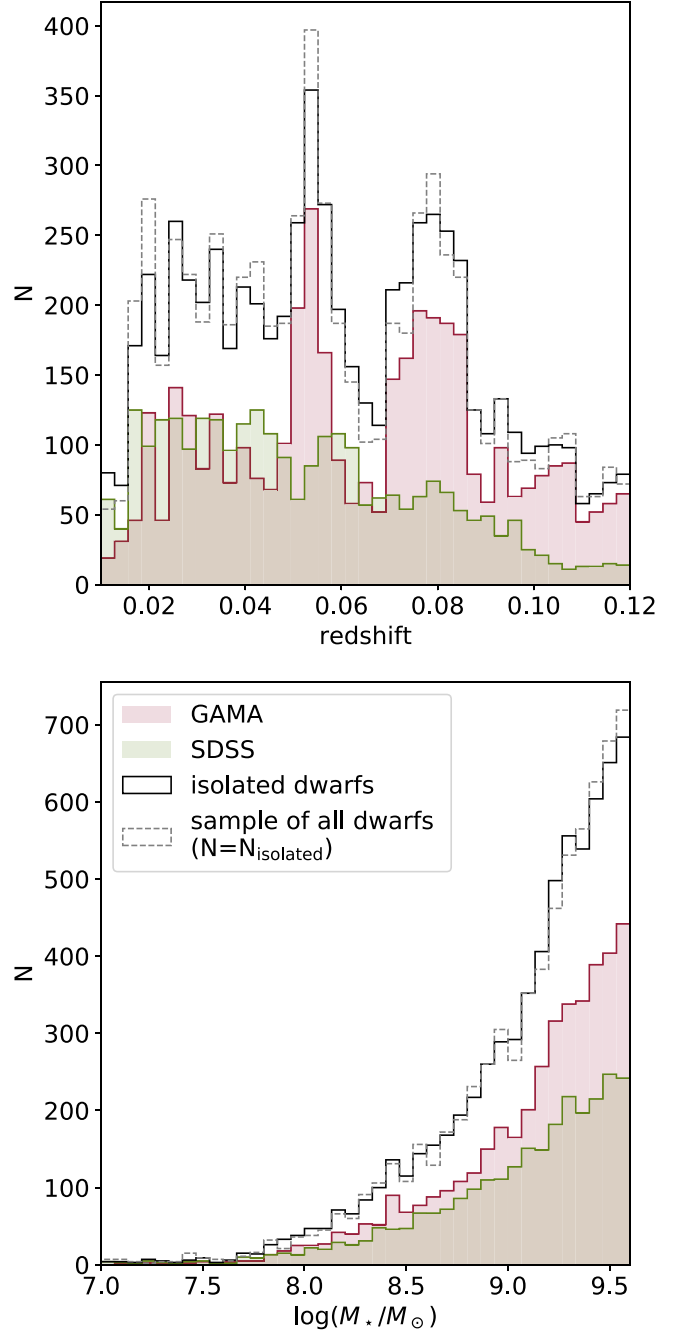 400
350
300
250
200
150
100
50
0
N
0.02 0.04 0.06 0.08 0.10 0.12
redshift
700
600
500
400
300
200
100
0
N
GAMA
SDSS
isolated dwarfs
sample of all dwarfs
(N=N_isolated)
7.0 7.5 8.0 8.5 9.0 9.5
log(M⋆/M⊙)